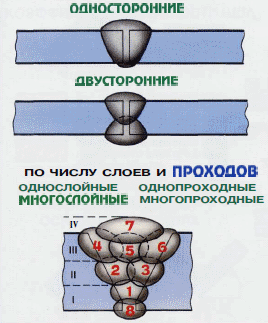 ОДНОСТОРОННИЕ
ДВУСТОРОННИЕ
ПО ЧИСЛУ СЛОЕВ И ПРОХОДОВ
ОДНОСЛОЙНЫЕ ОДНОПРОХОДНЫЕ
МНОГОСЛОЙНЫЕ МНОГОПРОХОДНЫЕ
IV 7
III 4 5 6
II 2 3
I 1
8